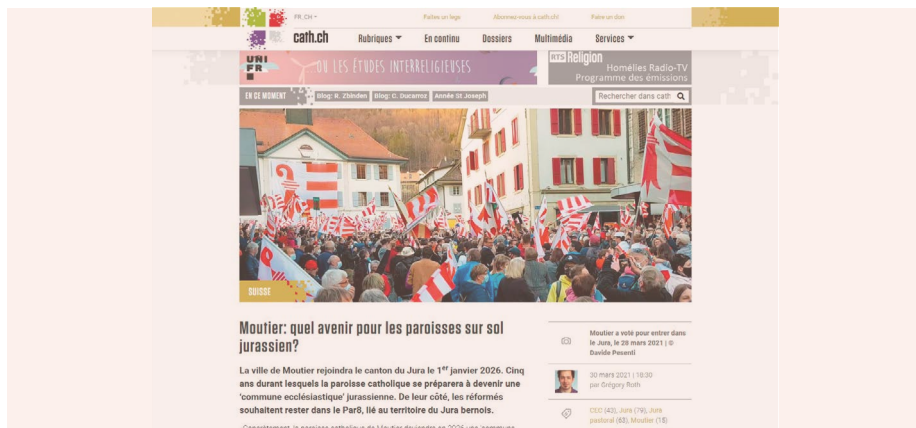 FR_CH
Faites un legs
Abonnez-vous à cath.ch!
Faire un don
cath.ch
Rubriques
En continu
Dossiers
Multimédia
Services
UNI
FR
OU LES ÉTUDES INTERRELIGIEUSES
RTS Religion
Homélies Radio-TV
Programme des émissions
EN CE MOMENT
Blog: R. Zbinden
Blog: C. Ducarroz
Année St Joseph
Rechercher dans cath
SUISSE
Moutier: quel avenir pour les paroisses sur sol
jurassien?
La ville de Moutier rejoindra le canton du Jura le 1er janvier 2026. Cinq
ans durant lesquels la paroisse catholique se préparera à devenir une
'commune ecclésiastique' jurassienne. De leur côté, les réformés
souhaitent rester dans le Par8, lié au territoire du Jura bernois.
Moutier a voté pour entrer dans
le Jura, le 28 mars 2021 | ©
Davide Pesenti
30 mars 2021 | 16:30
par Grégory Roth
(43), Jura (79), Jura
pastoral (63), Moutier (15)